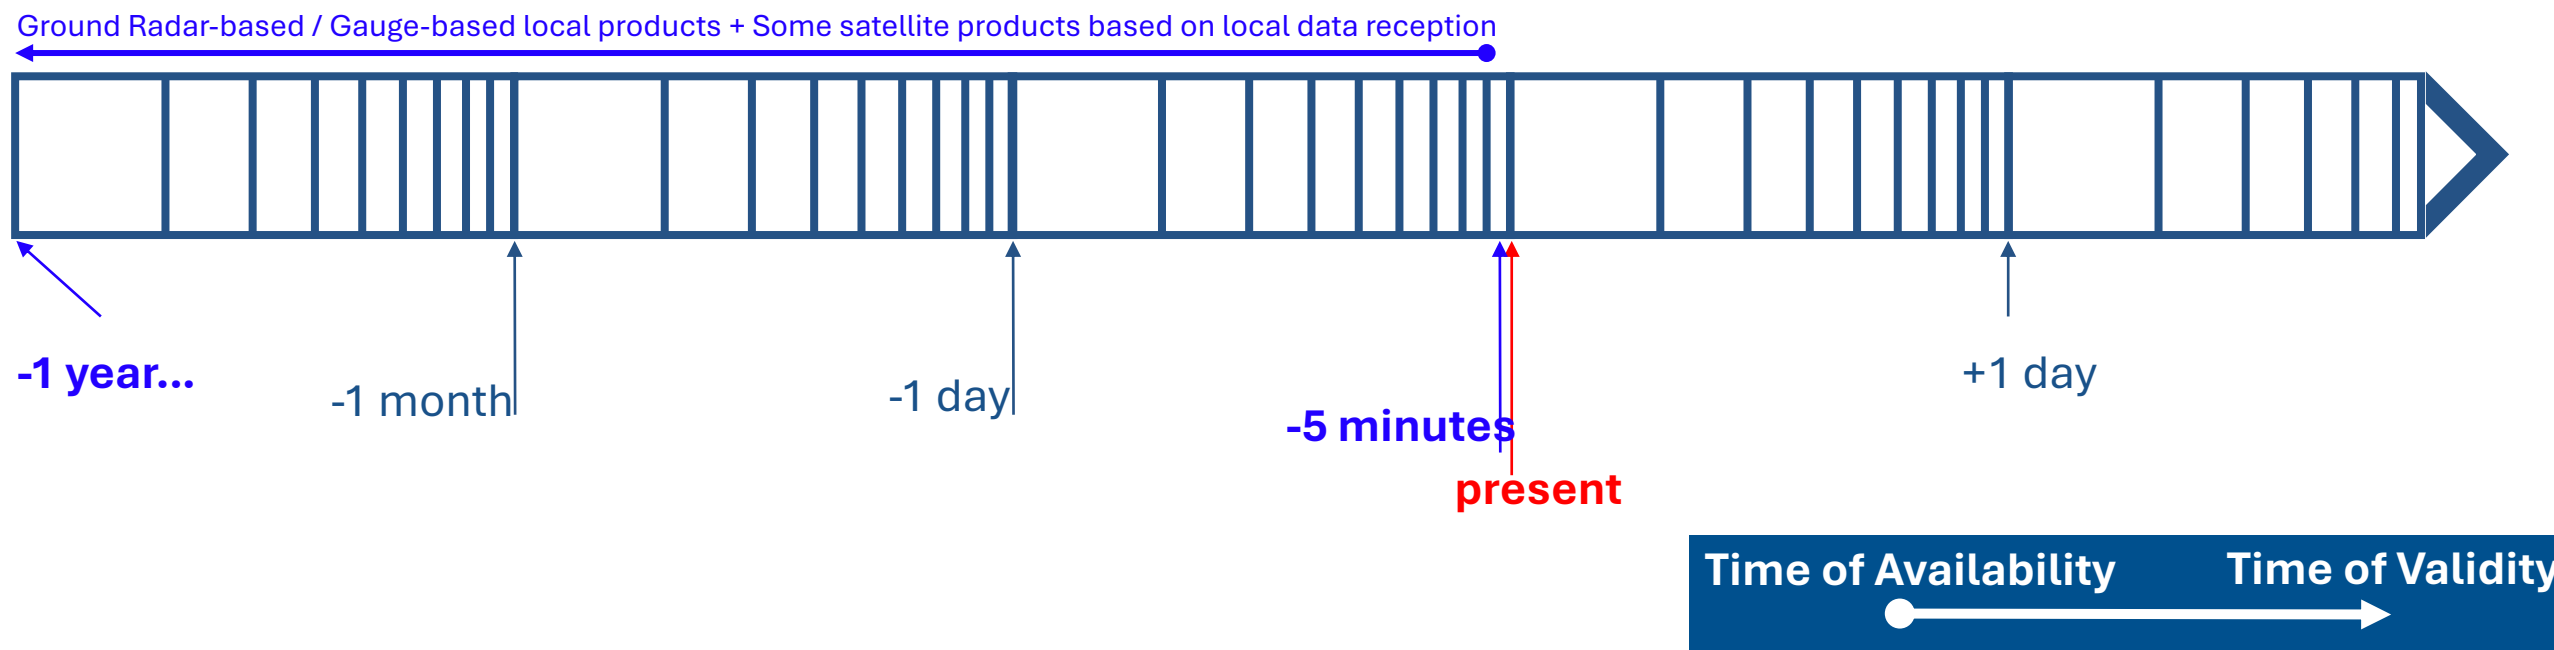 Ground Radar-based / Gauge-based local products + Some satellite products based on local data reception
-1 year...
-1 month
-1 day
-5 minutes
present
+1 day
Time of Availability
Time of Validity